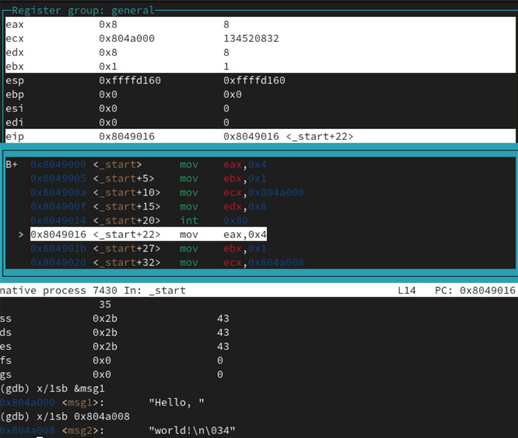 Register group: general
eax 0x8 8
ecx 0x804a000 134520832
edx 0x8 8
ebx 0x1 1
esp 0xffffd160 0xffffd160
ebp 0x0 0x0
esi 0x0 0
edi 0x0 0
eip 0x8049016 0x8049016 <_start+22>
B+ 0x8049000 <_start> mov eax,0x4
0x8049005 <_start+5> mov ebx,0x1
0x804900a <_start+10> mov ecx,0x804a000
0x804900f <_start+15> mov edx,0x8
0x8049014 <_start+20> int 0x80
> 0x8049016 <_start+22> mov eax,0x4
0x804901b <_start+27> mov ebx,0x1
0x8049020 <_start+32> mov ecx,0x804a008
native process 7430 In: _start L14 PC: 0x8049016
35
ss 0x2b 43
ds 0x2b 43
es 0x2b 43
fs 0x0 0
gs 0x0 0
(gdb) x/1sb &msg1
0x804a000 <msg1>: "Hello, "
(gdb) x/1sb 0x804a008
0x804a008 <msg2>: "world!\n\034"